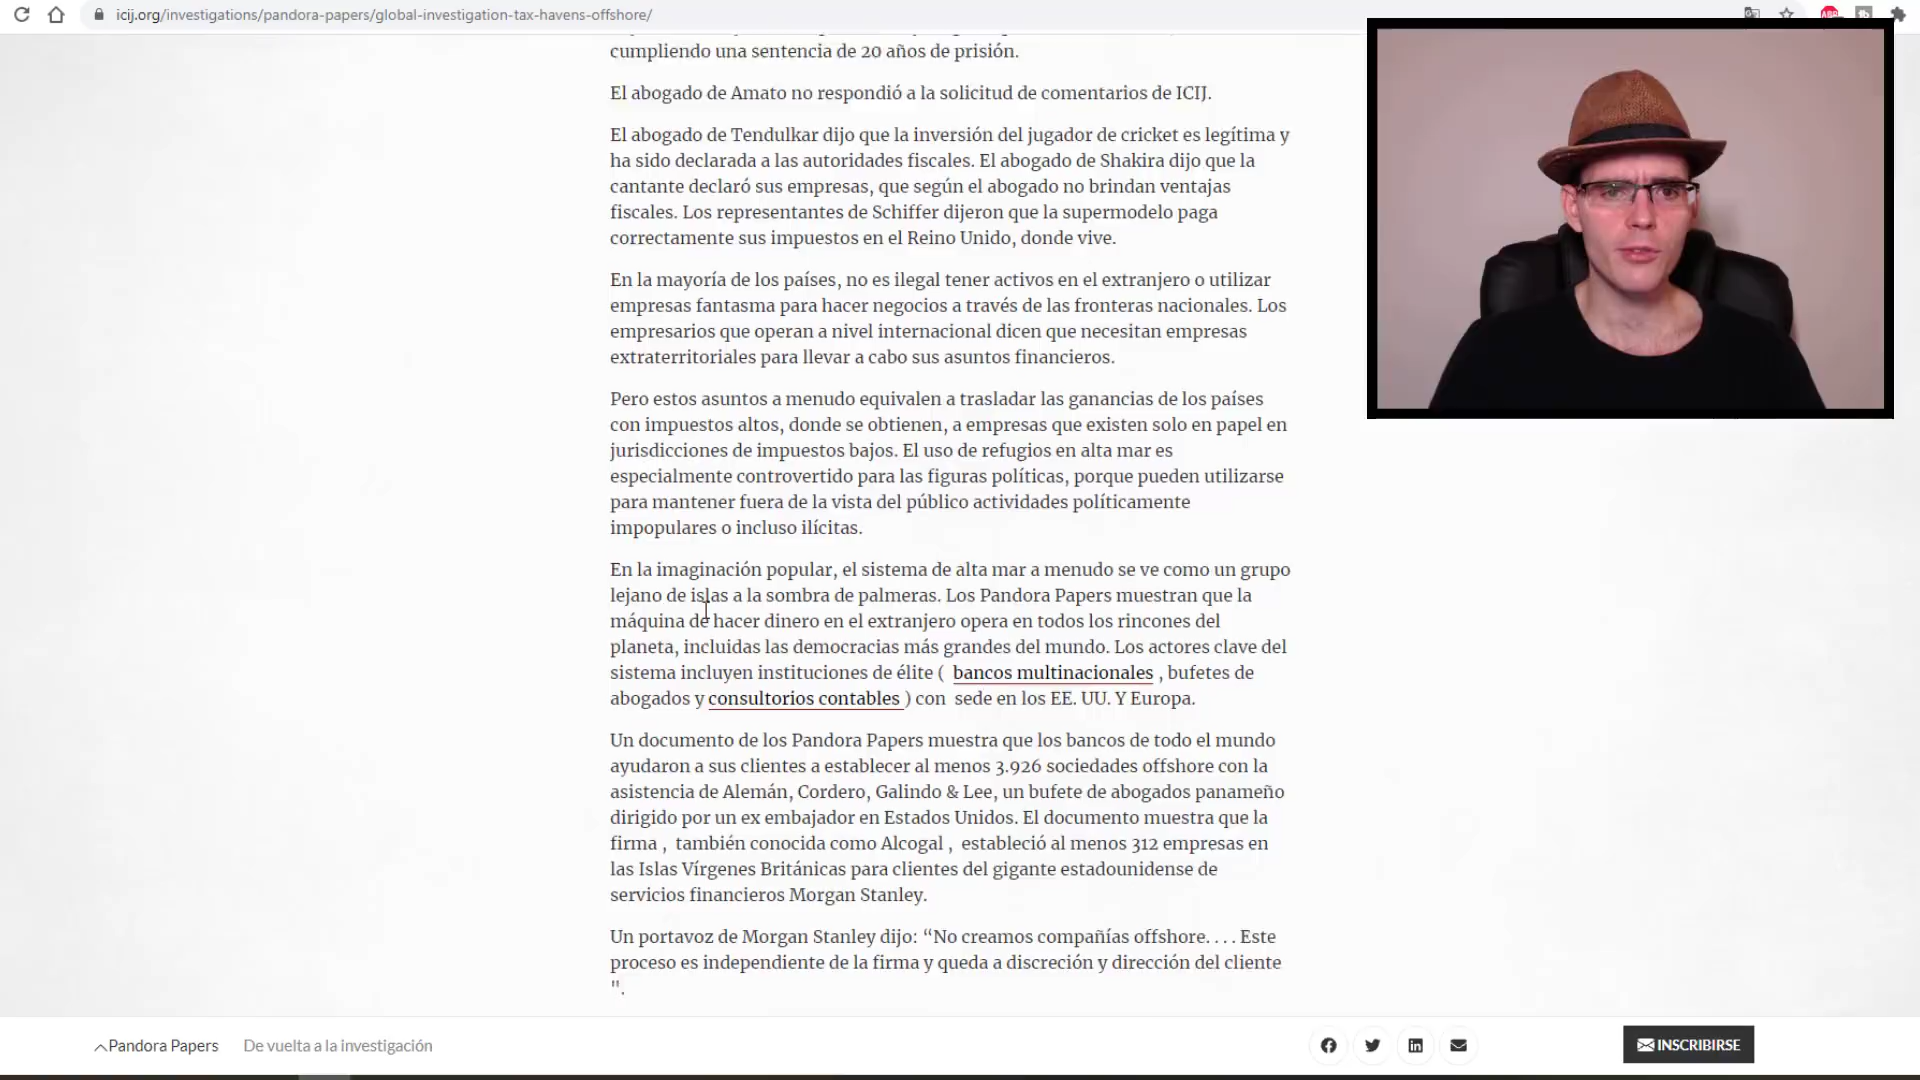 icij.org/investigations/pandora-papers/global-investigation-tax-havens-offshore/
cumpliendo una sentencia de 20 años de prisión.
El abogado de Amato no respondió a la solicitud de comentarios de ICIJ.
El abogado de Tendulkar dijo que la inversión del jugador de cricket es legítima y
ha sido declarada a las autoridades fiscales. El abogado de Shakira dijo que la
cantante declaró sus empresas, que según el abogado no brindan ventajas
fiscales. Los representantes de Schiffer dijeron que la supermodelo paga
correctamente sus impuestos en el Reino Unido, donde vive.
En la mayoría de los países, no es ilegal tener activos en el extranjero o utilizar
empresas fantasma para hacer negocios a través de las fronteras nacionales. Los
empresarios que operan a nivel internacional dicen que necesitan empresas
extraterritoriales para llevar a cabo sus asuntos financieros.
Pero estos asuntos a menudo equivalen a trasladar las ganancias de los países
con impuestos altos, donde se obtienen, a empresas que existen solo en papel en
jurisdicciones de impuestos bajos. El uso de refugios en alta mar es
especialmente controvertido para las figuras políticas, porque pueden utilizarse
para mantener fuera de la vista del público actividades políticamente
impopulares o incluso ilícitas.
En la imaginación popular, el sistema de alta mar a menudo se ve como un grupo
lejano de islas a la sombra de palmeras. Los Pandora Papers muestran que la
máquina de hacer dinero en el extranjero opera en todos los rincones del
planeta, incluidas las democracias más grandes del mundo. Los actores clave del
sistema incluyen instituciones de élite ( bancos multinacionales , bufetes de
abogados y consultorios contables ) con sede en los EE. UU. Y Europa.
Un documento de los Pandora Papers muestra que los bancos de todo el mundo
ayudaron a sus clientes a establecer al menos 3.926 sociedades offshore con la
asistencia de Alemán, Cordero, Galindo & Lee, un bufete de abogados panameño
dirigido por un ex embajador en Estados Unidos. El documento muestra que la
firma , también conocida como Alcogal , estableció al menos 312 empresas en
las Islas Vírgenes Británicas para clientes del gigante estadounidense de
servicios financieros Morgan Stanley.
Un portavoz de Morgan Stanley dijo: “No creamos compañías offshore. . . . Este
proceso es independiente de la firma y queda a discreción y dirección del cliente
".
Pandora Papers De vuelta a la investigación INSCRIBIRSE